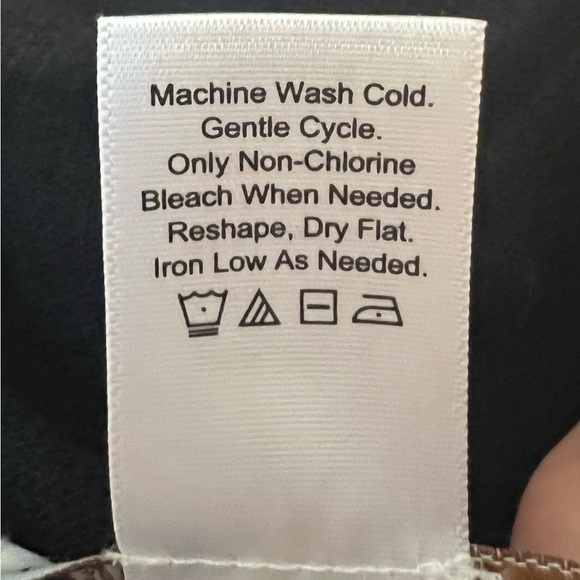 Machine Wash Cold.
Gentle Cycle.
Only Non-Chlorine
Bleach When Needed.
Reshape, Dry Flat.
Iron Low As Needed.